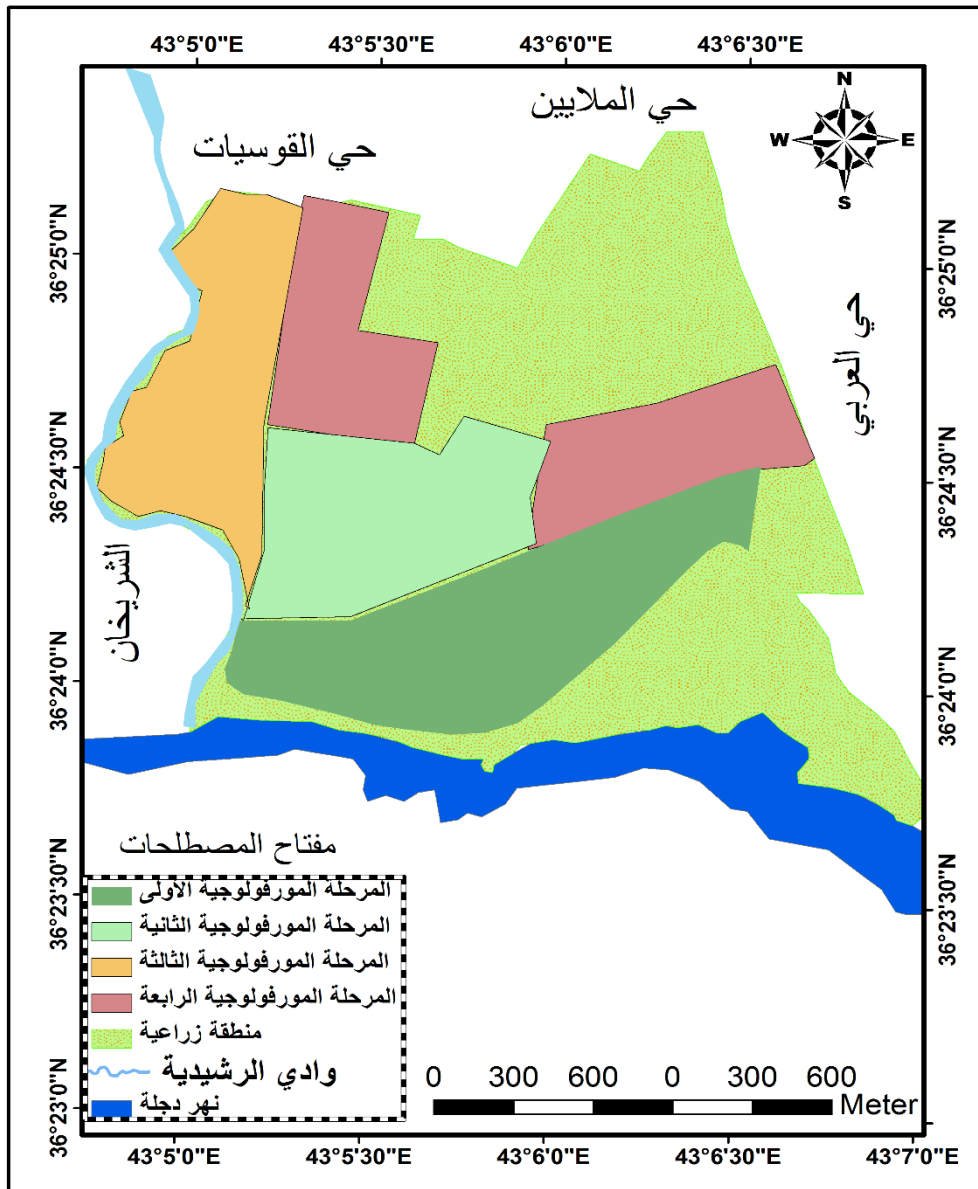 43°5'0"E 43°5'30"E 43°6'0"E 43°6'30"E
N
W E
S
حي الملايين
حي القوسيات
36°25'0"N
36°25'0"N
حي العربي
36°24'30"N
36°24'30"N
الشريخان
36°24'0"N
36°24'0"N
مفتاح المصطلحات
المرحلة المورفولوجية الاولى
المرحلة المورفولوجية الثانية
المرحلة المورفولوجية الثالثة
المرحلة المورفولوجية الرابعة
منطقة زراعية
وادي الرشيدية
نهر دجلة
36°23'30"N
36°23'30"N
36°23'0"N
0 300 600 0 300 600
Meter
43°5'0"E 43°5'30"E 43°6'0"E 43°6'30"E 43°7'0"E